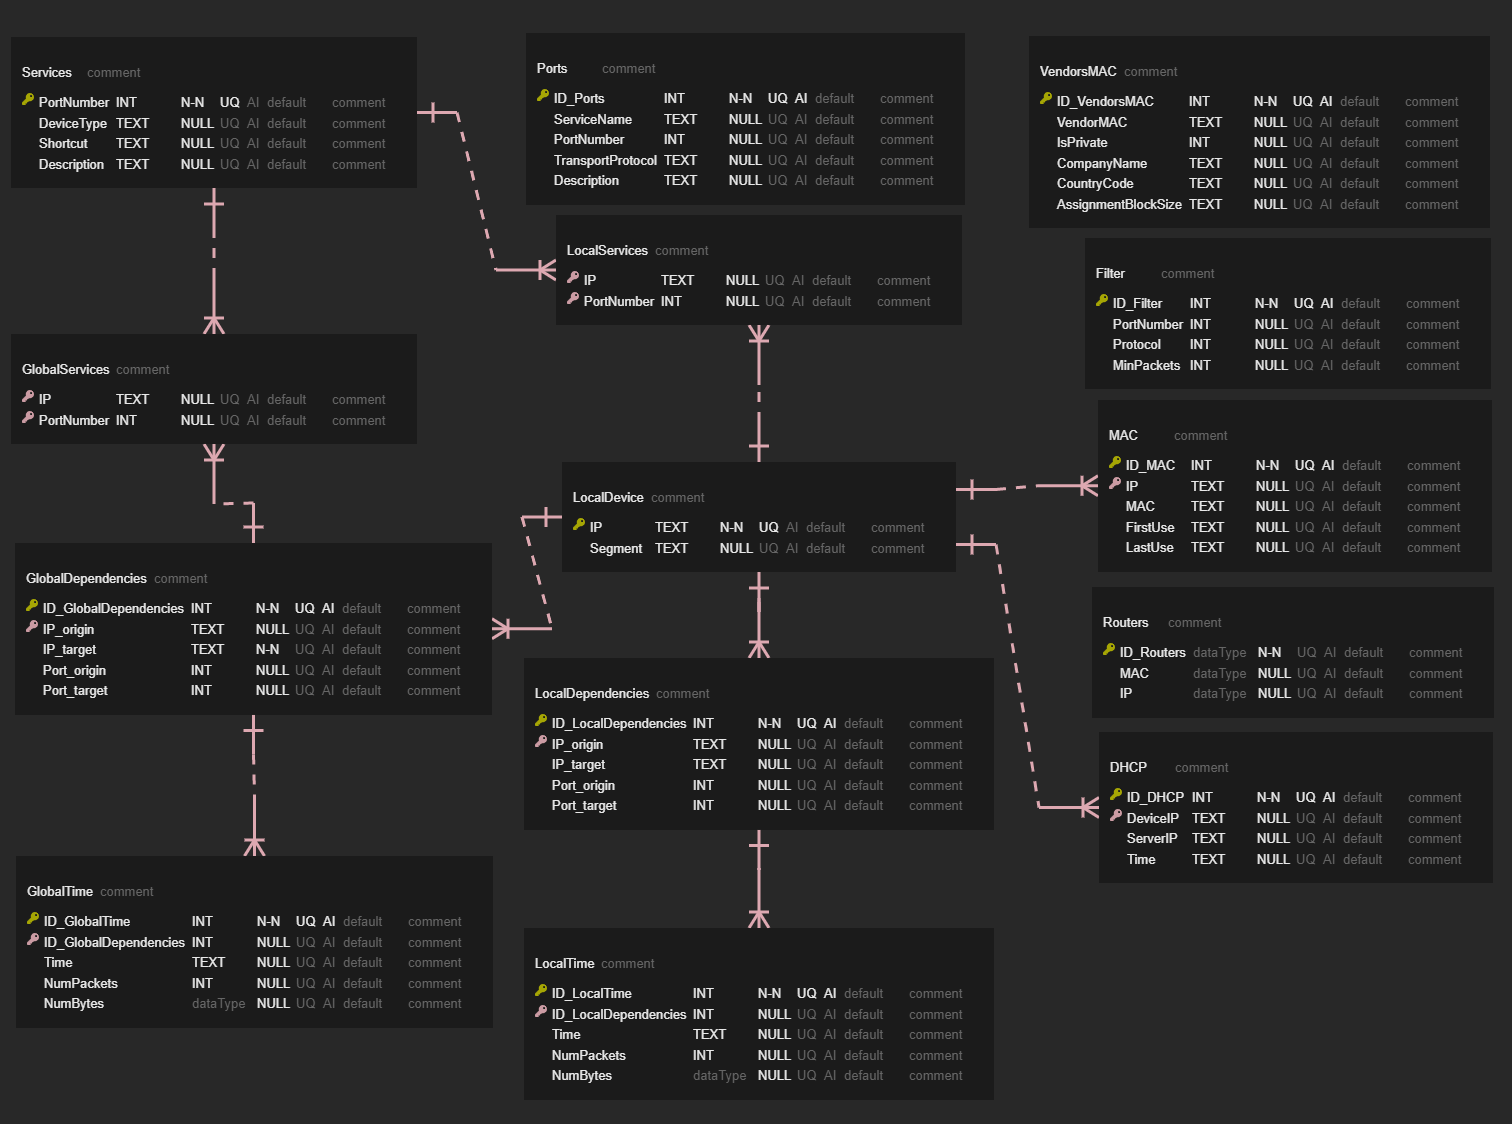 Services comment
PortNumber INT N-N UQ AI default comment
DeviceType TEXT NULL UQ AI default comment
Shortcut TEXT NULL UQ AI default comment
Description TEXT NULL UQ AI default comment
Ports comment
ID_Ports INT N-N UQ AI default comment
ServiceName TEXT NULL UQ AI default comment
PortNumber INT NULL UQ AI default comment
TransportProtocol TEXT NULL UQ AI default comment
Description TEXT NULL UQ AI default comment
VendorsMAC comment
ID_VendorsMAC INT N-N UQ AI default comment
VendorMAC TEXT NULL UQ AI default comment
IsPrivate INT NULL UQ AI default comment
CompanyName TEXT NULL UQ AI default comment
CountryCode TEXT NULL UQ AI default comment
AssignmentBlockSize TEXT NULL UQ AI default comment
LocalServices comment
IP TEXT NULL UQ AI default comment
PortNumber INT NULL UQ AI default comment
Filter comment
ID_Filter INT N-N UQ AI default comment
PortNumber INT NULL UQ AI default comment
Protocol INT NULL UQ AI default comment
MinPackets INT NULL UQ AI default comment
GlobalServices comment
IP TEXT NULL UQ AI default comment
PortNumber INT NULL UQ AI default comment
MAC comment
ID_MAC INT N-N UQ AI default comment
IP TEXT NULL UQ AI default comment
MAC TEXT NULL UQ AI default comment
FirstUse TEXT NULL UQ AI default comment
LastUse TEXT NULL UQ AI default comment
LocalDevice comment
IP TEXT N-N UQ AI default comment
Segment TEXT NULL UQ AI default comment
GlobalDependencies comment
ID_GlobalDependencies INT N-N UQ AI default comment
IP_origin TEXT NULL UQ AI default comment
IP_target TEXT N-N UQ AI default comment
Port_origin INT NULL UQ AI default comment
Port_target INT NULL UQ AI default comment
Routers comment
ID_Routers dataType N-N UQ AI default comment
MAC dataType NULL UQ AI default comment
IP dataType NULL UQ AI default comment
LocalDependencies comment
ID_LocalDependencies INT N-N UQ AI default comment
IP_origin TEXT NULL UQ AI default comment
IP_target TEXT NULL UQ AI default comment
Port_origin INT NULL UQ AI default comment
Port_target INT NULL UQ AI default comment
DHCP comment
ID_DHCP INT N-N UQ AI default comment
DeviceIP TEXT NULL UQ AI default comment
ServerIP TEXT NULL UQ AI default comment
Time TEXT NULL UQ AI default comment
GlobalTime comment
ID_GlobalTime INT N-N UQ AI default comment
ID_GlobalDependencies INT NULL UQ AI default comment
Time TEXT NULL UQ AI default comment
NumPackets INT NULL UQ AI default comment
NumBytes dataType NULL UQ AI default comment
LocalTime comment
ID_LocalTime INT N-N UQ AI default comment
ID_LocalDependencies INT NULL UQ AI default comment
Time TEXT NULL UQ AI default comment
NumPackets INT NULL UQ AI default comment
NumBytes dataType NULL UQ AI default comment